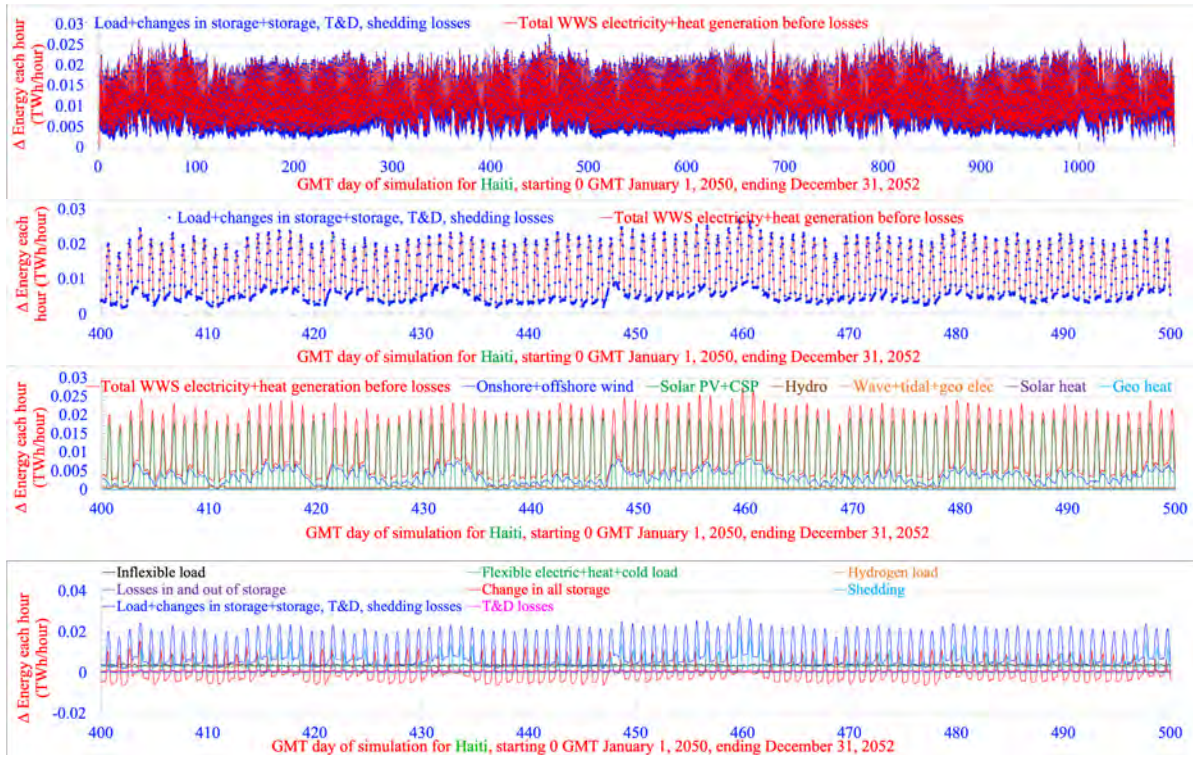 Load+changes in storage+storage, T&D, shedding losses Total WWS electricity+heat generation before losses
Δ Energy each hour
(TWh/hour)
0.03
0.025
0.02
0.015
0.01
0.005
0
0 100 200 300 400 500 600 700 800 900 1000
GMT day of simulation for Haiti, starting 0 GMT January 1, 2050, ending December 31, 2052
Load+changes in storage+storage, T&D, shedding losses Total WWS electricity+heat generation before losses
Δ Energy each
hour (TWh/hour)
0.03
0.02
0.01
0
400 410 420 430 440 450 460 470 480 490 500
GMT day of simulation for Haiti, starting 0 GMT January 1, 2050, ending December 31, 2052
Total WWS electricity+heat generation before losses Onshore+offshore wind Solar PV+CSP Hydro Wave+tidal+geo elec Solar heat Geo heat
Δ Energy each hour
(TWh/hour)
0.03
0.025
0.02
0.015
0.01
0.005
0
400 410 420 430 440 450 460 470 480 490 500
GMT day of simulation for Haiti, starting 0 GMT January 1, 2050, ending December 31, 2052
Inflexible load Flexible electric+heat+cold load Hydrogen load
Losses in and out of storage Change in all storage Shedding
Load+changes in storage+storage, T&D, shedding losses T&D losses
Δ Energy each hour
(TWh/hour)
0.04
0.02
0
-0.02
400 410 420 430 440 450 460 470 480 490 500
GMT day of simulation for Haiti, starting 0 GMT January 1, 2050, ending December 31, 2052